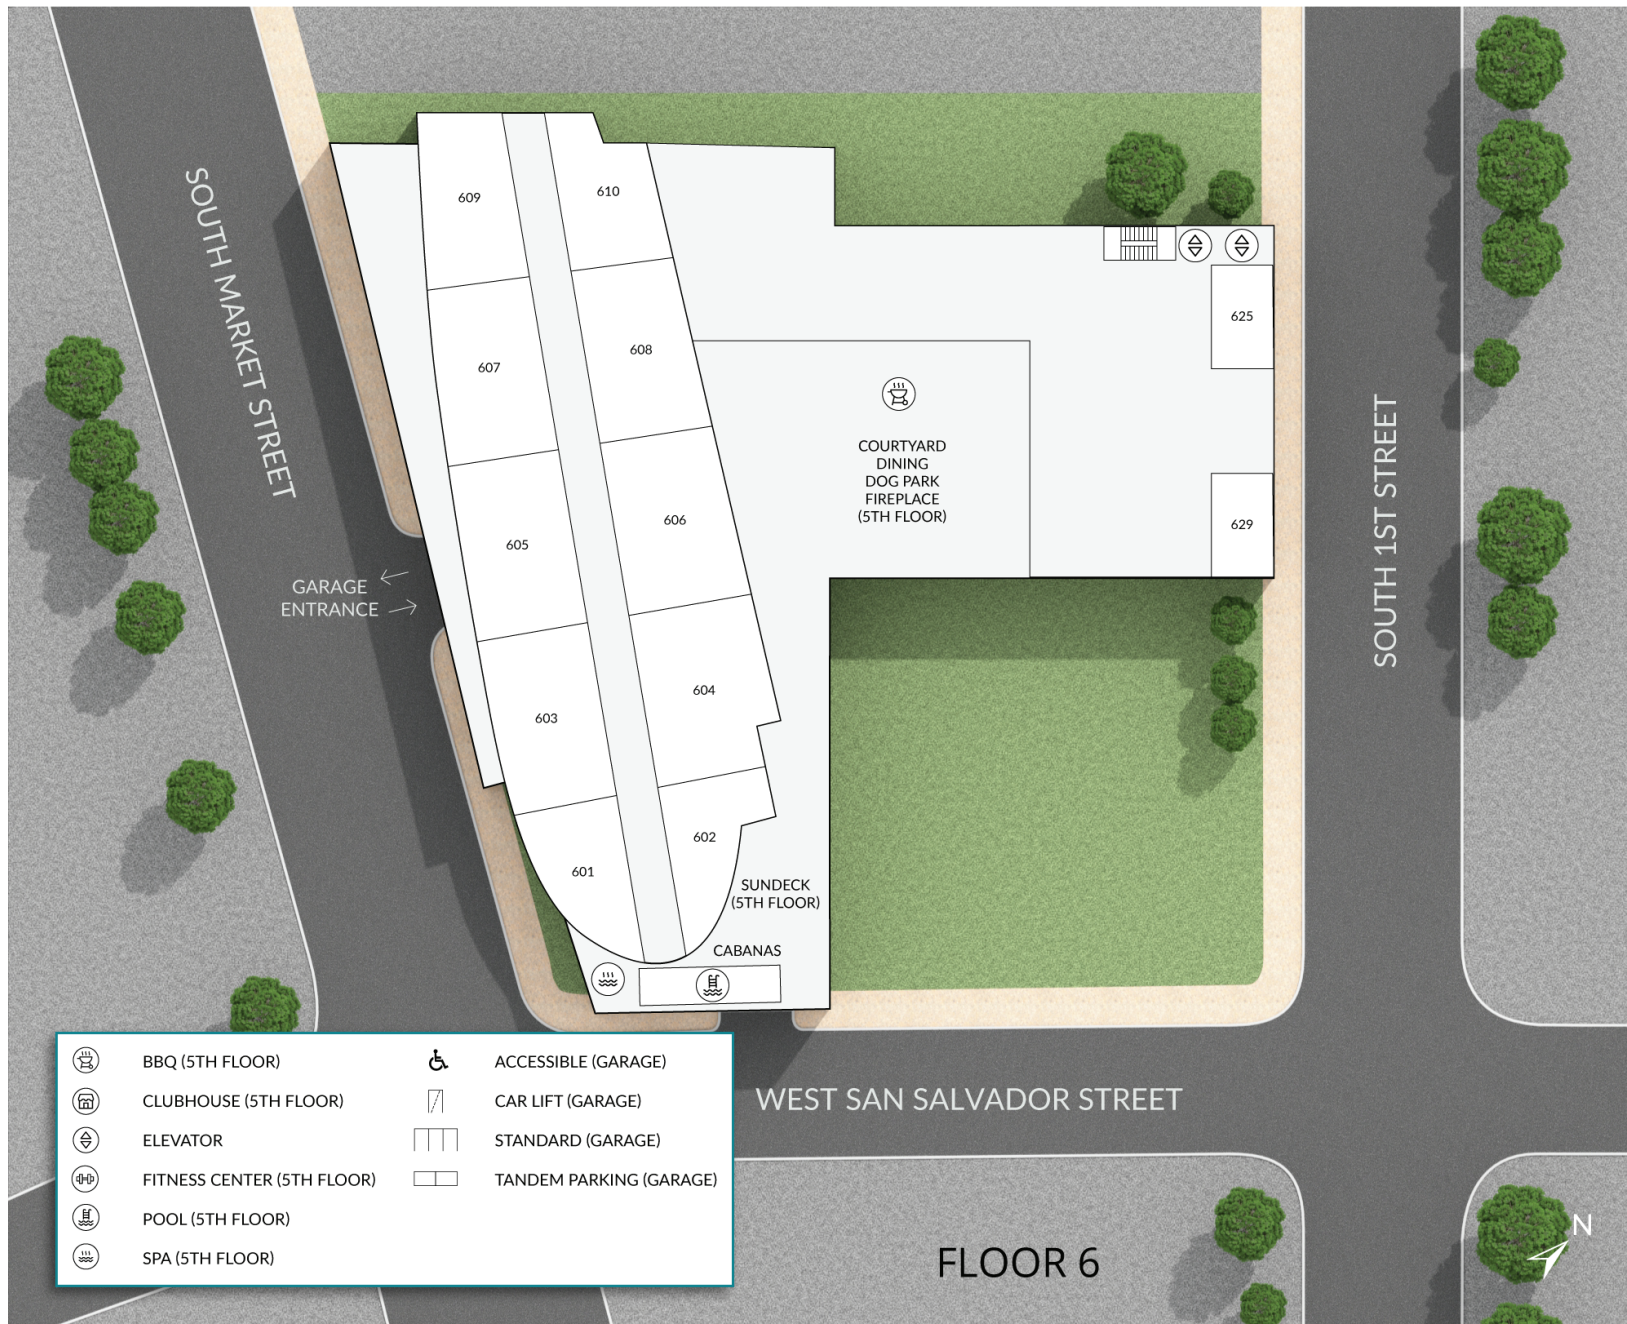 SOUTH MARKET STREET
609
610
607
608
605
606
603
604
601
602
625
629
COURTYARD
DINING
DOG PARK
FIREPLACE
(5TH FLOOR)
GARAGE
ENTRANCE
SUNDECK
(5TH FLOOR)
CABANAS
SOUTH 1ST STREET
WEST SAN SALVADOR STREET
BBQ (5TH FLOOR)
CLUBHOUSE (5TH FLOOR)
ELEVATOR
FITNESS CENTER (5TH FLOOR)
POOL (5TH FLOOR)
SPA (5TH FLOOR)
ACCESSIBLE (GARAGE)
CAR LIFT (GARAGE)
STANDARD (GARAGE)
TANDEM PARKING (GARAGE)
FLOOR 6
N